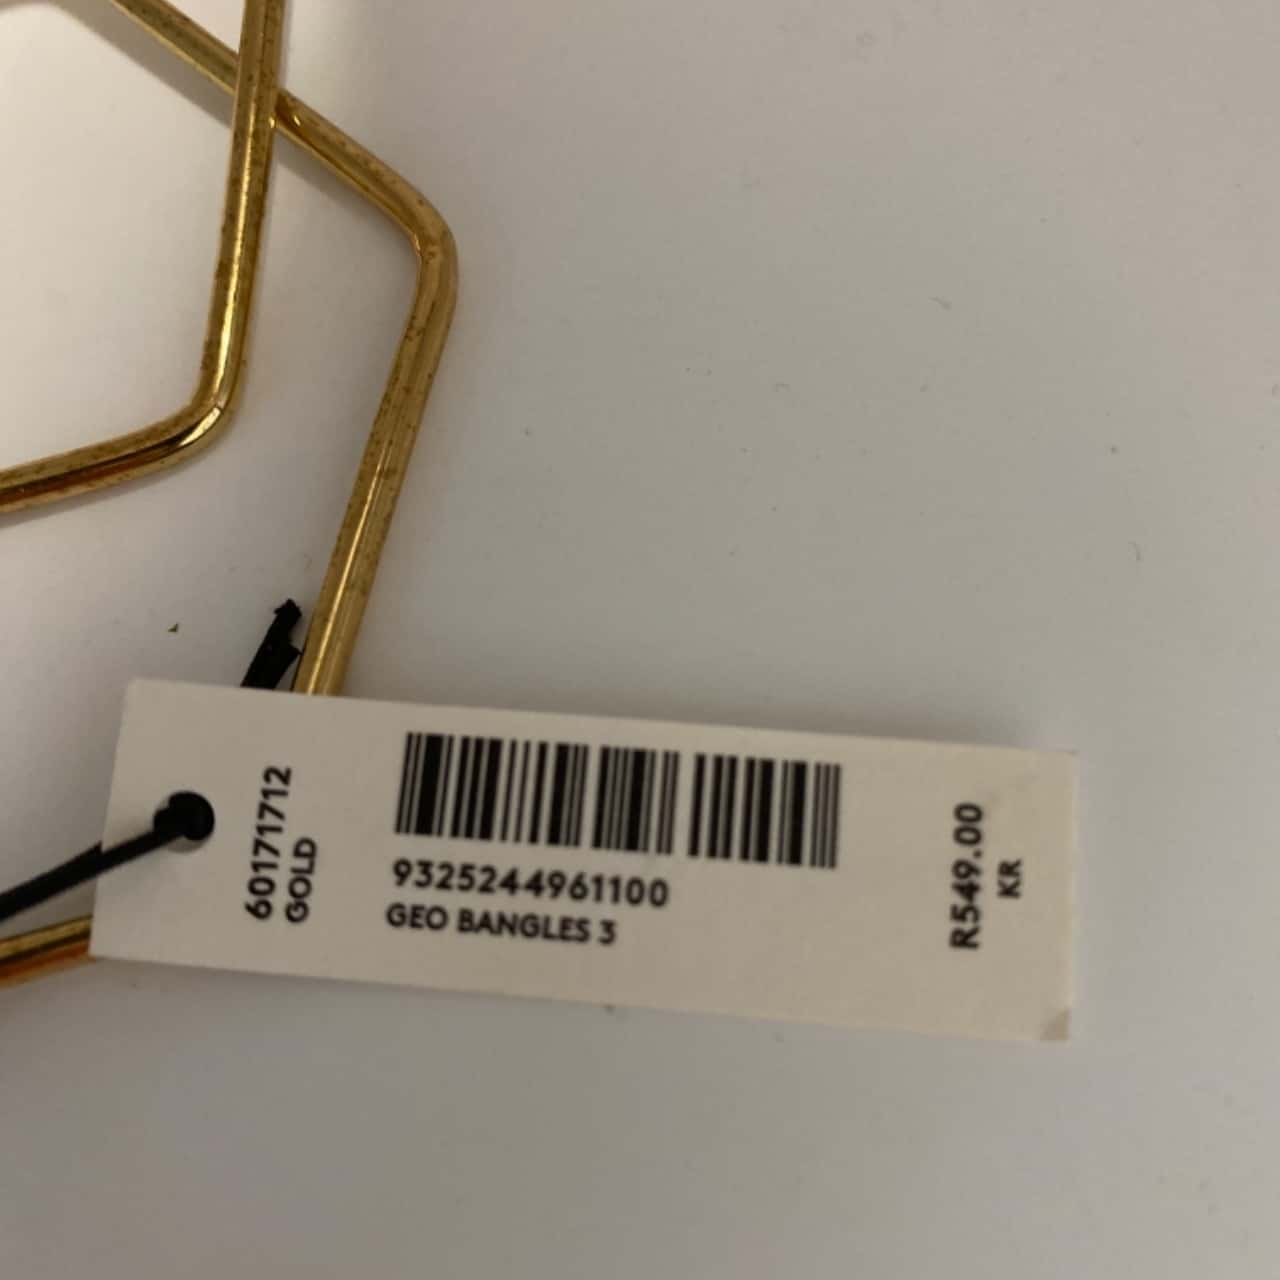 60171712
GOLD
9325244961100
GEO BANGLES 3
R549.00
KR